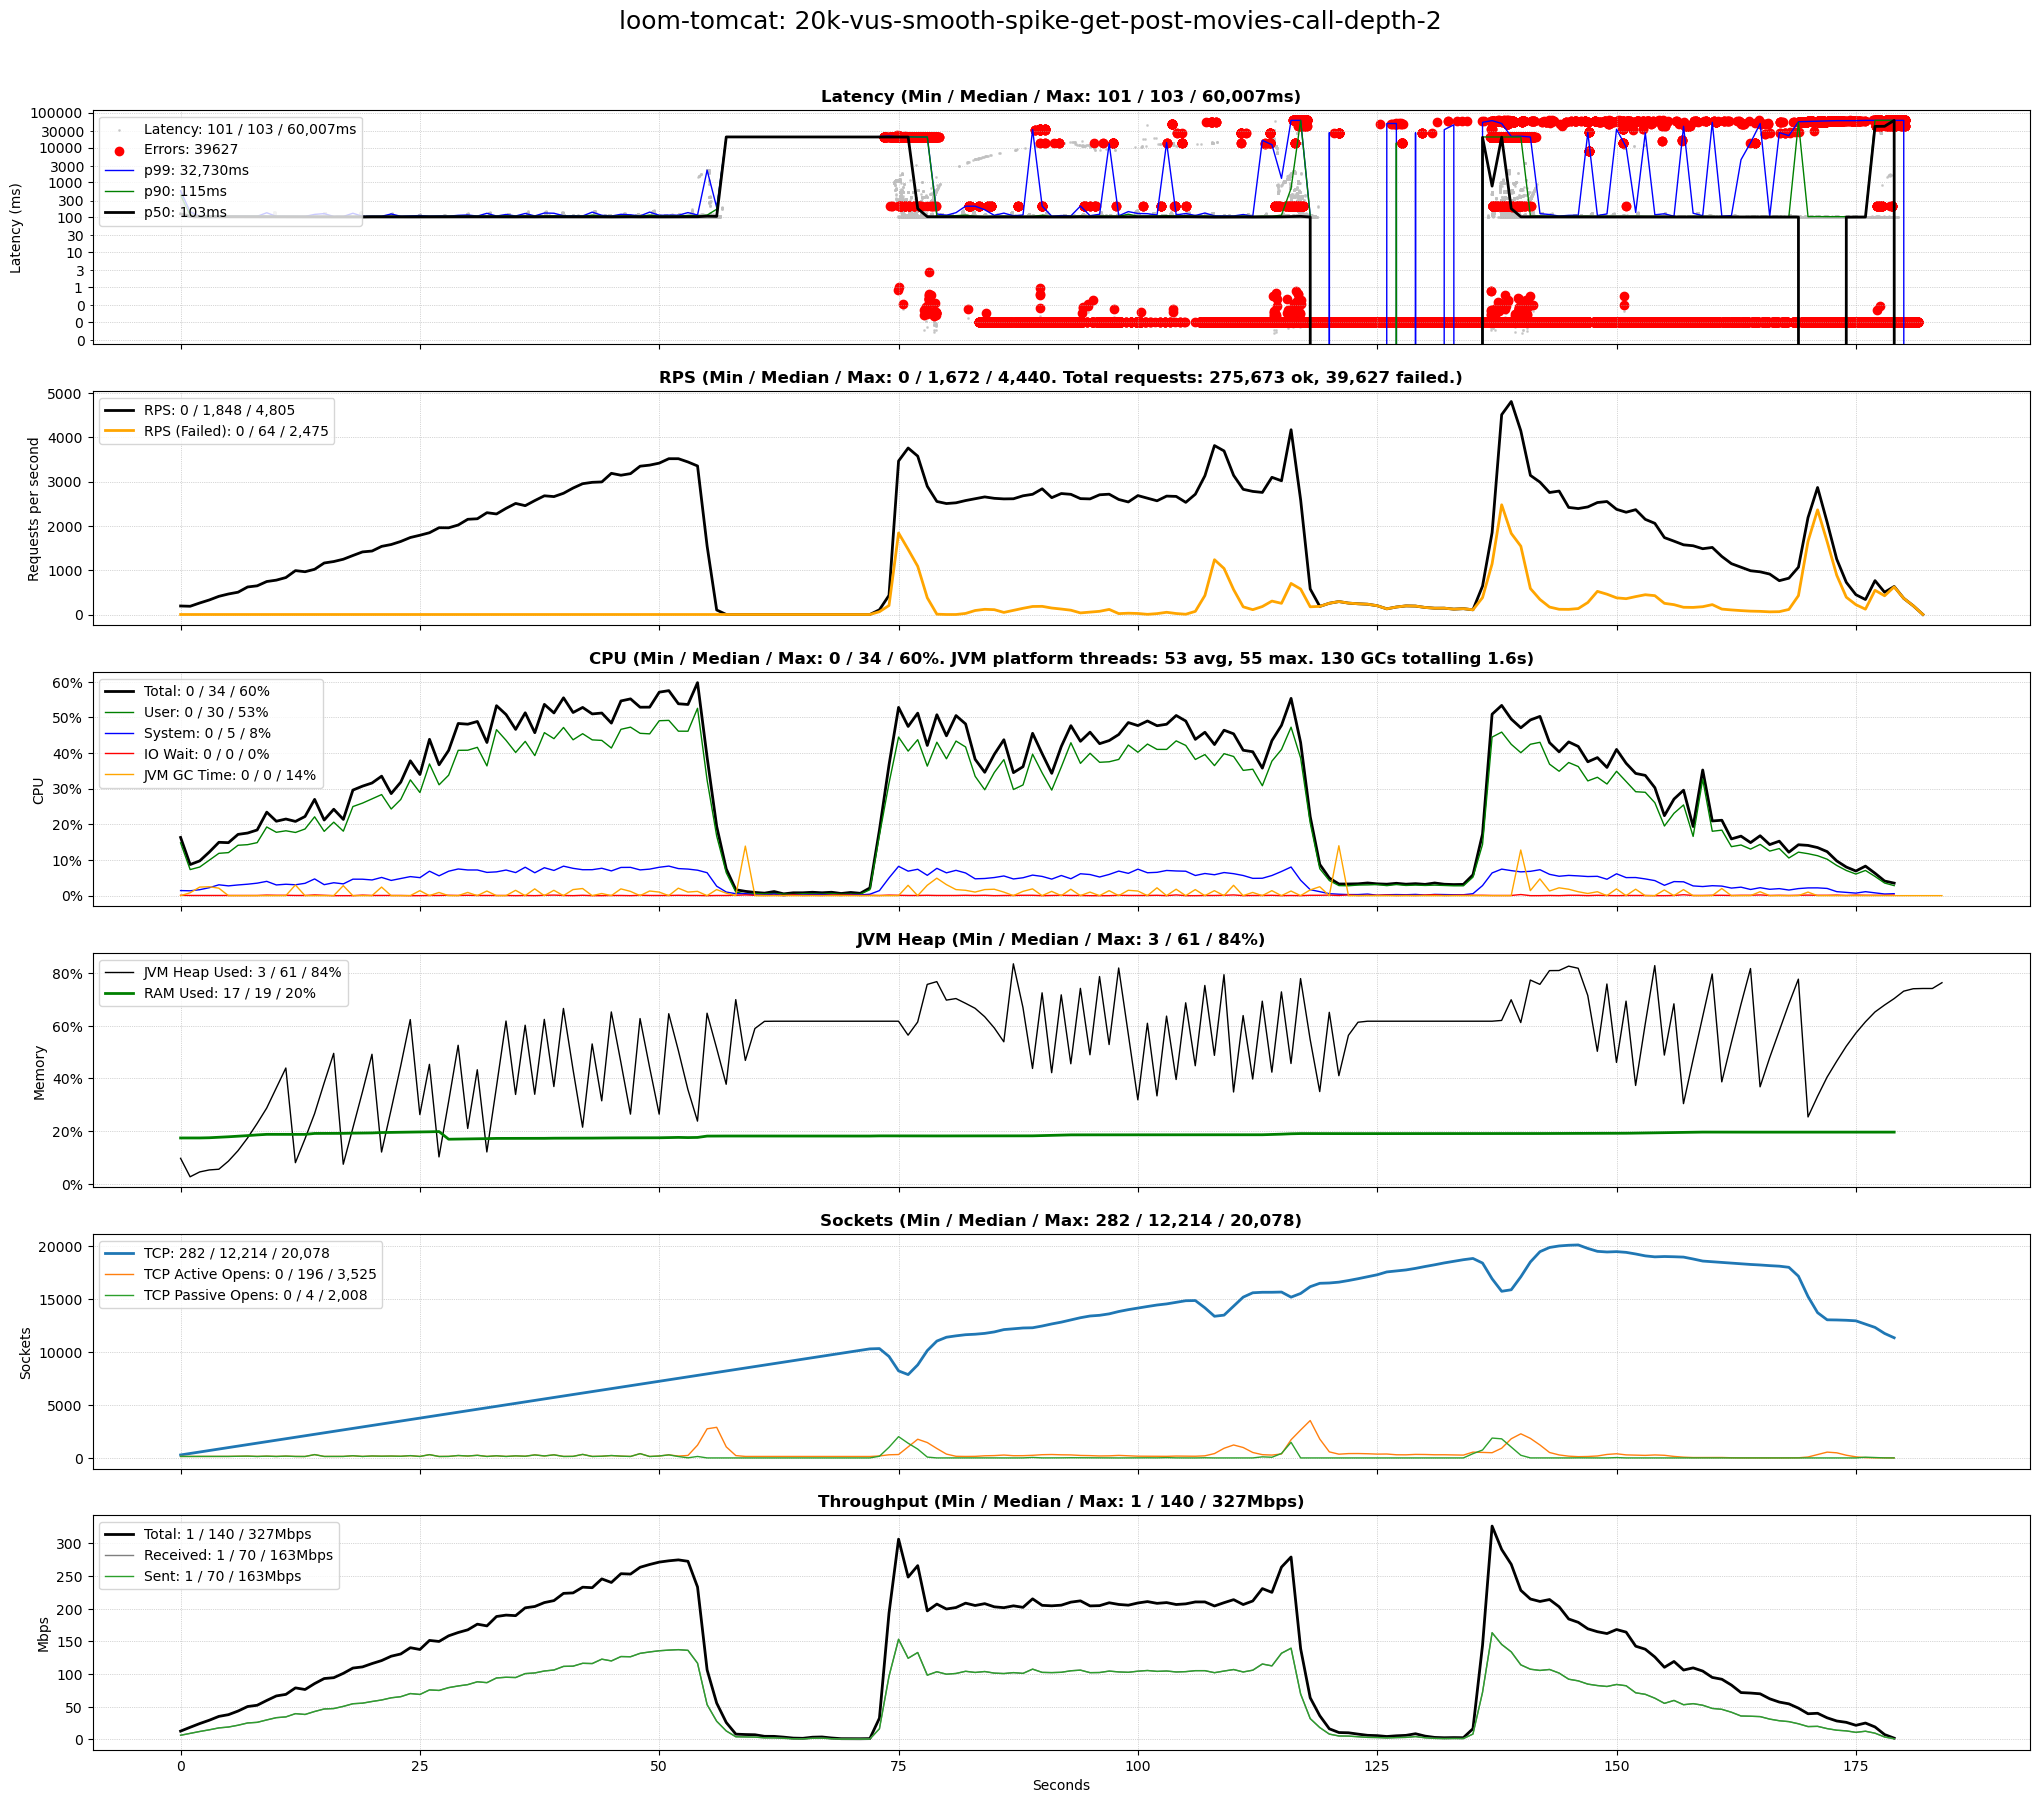 loom-tomcat: 20k-vus-smooth-spike-get-post-movies-call-depth-2
Latency (Min / Median / Max: 101 / 103 / 60,007ms)
Latency (ms)
100000
30000
10000
3000
1000
300
100
30
10
3
1
0
0
0
Latency: 101 / 103 / 60,007ms
Errors: 39627
p99: 32,730ms
p90: 115ms
p50: 103ms
RPS (Min / Median / Max: 0 / 1,672 / 4,440. Total requests: 275,673 ok, 39,627 failed.)
Requests per second
5000
4000
3000
2000
1000
0
RPS: 0 / 1,848 / 4,805
RPS (Failed): 0 / 64 / 2,475
CPU (Min / Median / Max: 0 / 34 / 60%. JVM platform threads: 53 avg, 55 max. 130 GCs totalling 1.6s)
CPU
60%
50%
40%
30%
20%
10%
0%
Total: 0 / 34 / 60%
User: 0 / 30 / 53%
System: 0 / 5 / 8%
IO Wait: 0 / 0 / 0%
JVM GC Time: 0 / 0 / 14%
JVM Heap (Min / Median / Max: 3 / 61 / 84%)
Memory
80%
60%
40%
20%
0%
JVM Heap Used: 3 / 61 / 84%
RAM Used: 17 / 19 / 20%
Sockets (Min / Median / Max: 282 / 12,214 / 20,078)
Sockets
20000
15000
10000
5000
0
TCP: 282 / 12,214 / 20,078
TCP Active Opens: 0 / 196 / 3,525
TCP Passive Opens: 0 / 4 / 2,008
Throughput (Min / Median / Max: 1 / 140 / 327Mbps)
Mbps
300
250
200
150
100
50
0
Total: 1 / 140 / 327Mbps
Received: 1 / 70 / 163Mbps
Sent: 1 / 70 / 163Mbps
0 25 50 75 100 125 150 175
Seconds